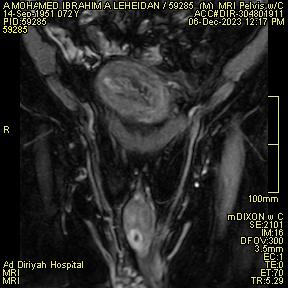 A MOHAMED IBRAHIM A LEHEIDAN / 59285 (M) MRI Pelvis w/C
14-Sep-1951 072Y
ACC#DIR-304801911
PID:59285
06-Dec-2023 12:17 PM
59285
R
100mm
mDIXON w C
SE:2101
IM:16
DFOV:300
3.5mm
EC:1
Ad Diriyah Hospital
TE:0
MRI
ET:70
MRI
TR:5.29